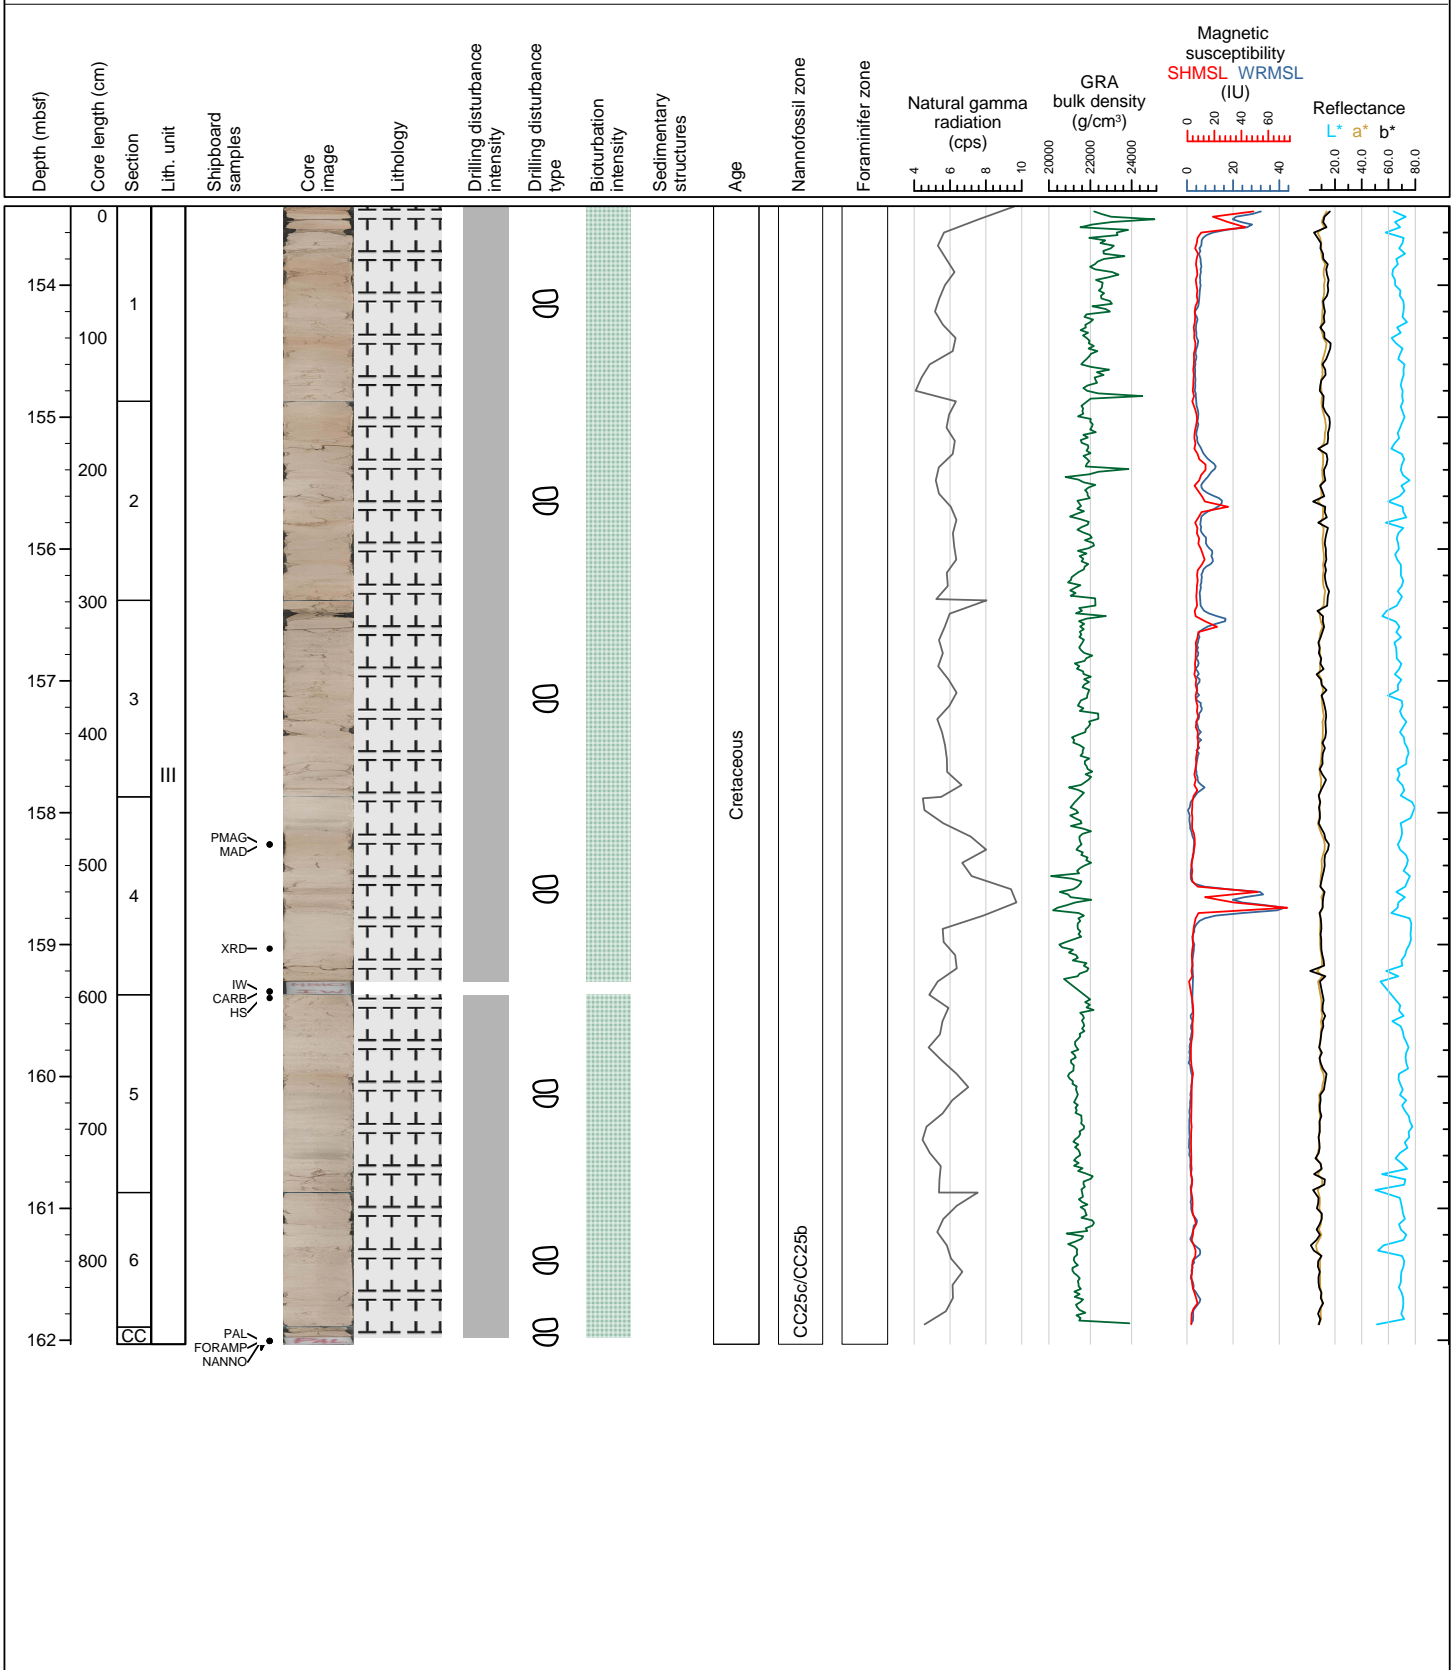 Depth (mbsf)
Core length (cm)
Section
Lith. unit
Shipboard
samples
Core
image
Lithology
Drilling disturbance
intensity
Drilling disturbance
type
Bioturbation
intensity
Sedimentary
structures
Age
Nannofossil zone
Foraminifer zone
Natural gamma
radiation
(cps)
4 6 8 10
GRA
bulk density
(g/cm³)
20000 22000 24000
Magnetic
susceptibility
SHMSL WRMSL
(IU)
0 20 40 60
0 20 40
Reflectance
L* a* b*
20.0 40.0 60.0 80.0
0
154
1
100
155
200
2
156
300
157
3
400
III
Cretaceous
158
PMAG
MAD
500
4
159
XRD
IW
CARB
HS
600
IW
160
5
700
161
6
800
CC25c/CC25b
CC
162
PAL
FORAMP
NANNO
PAL